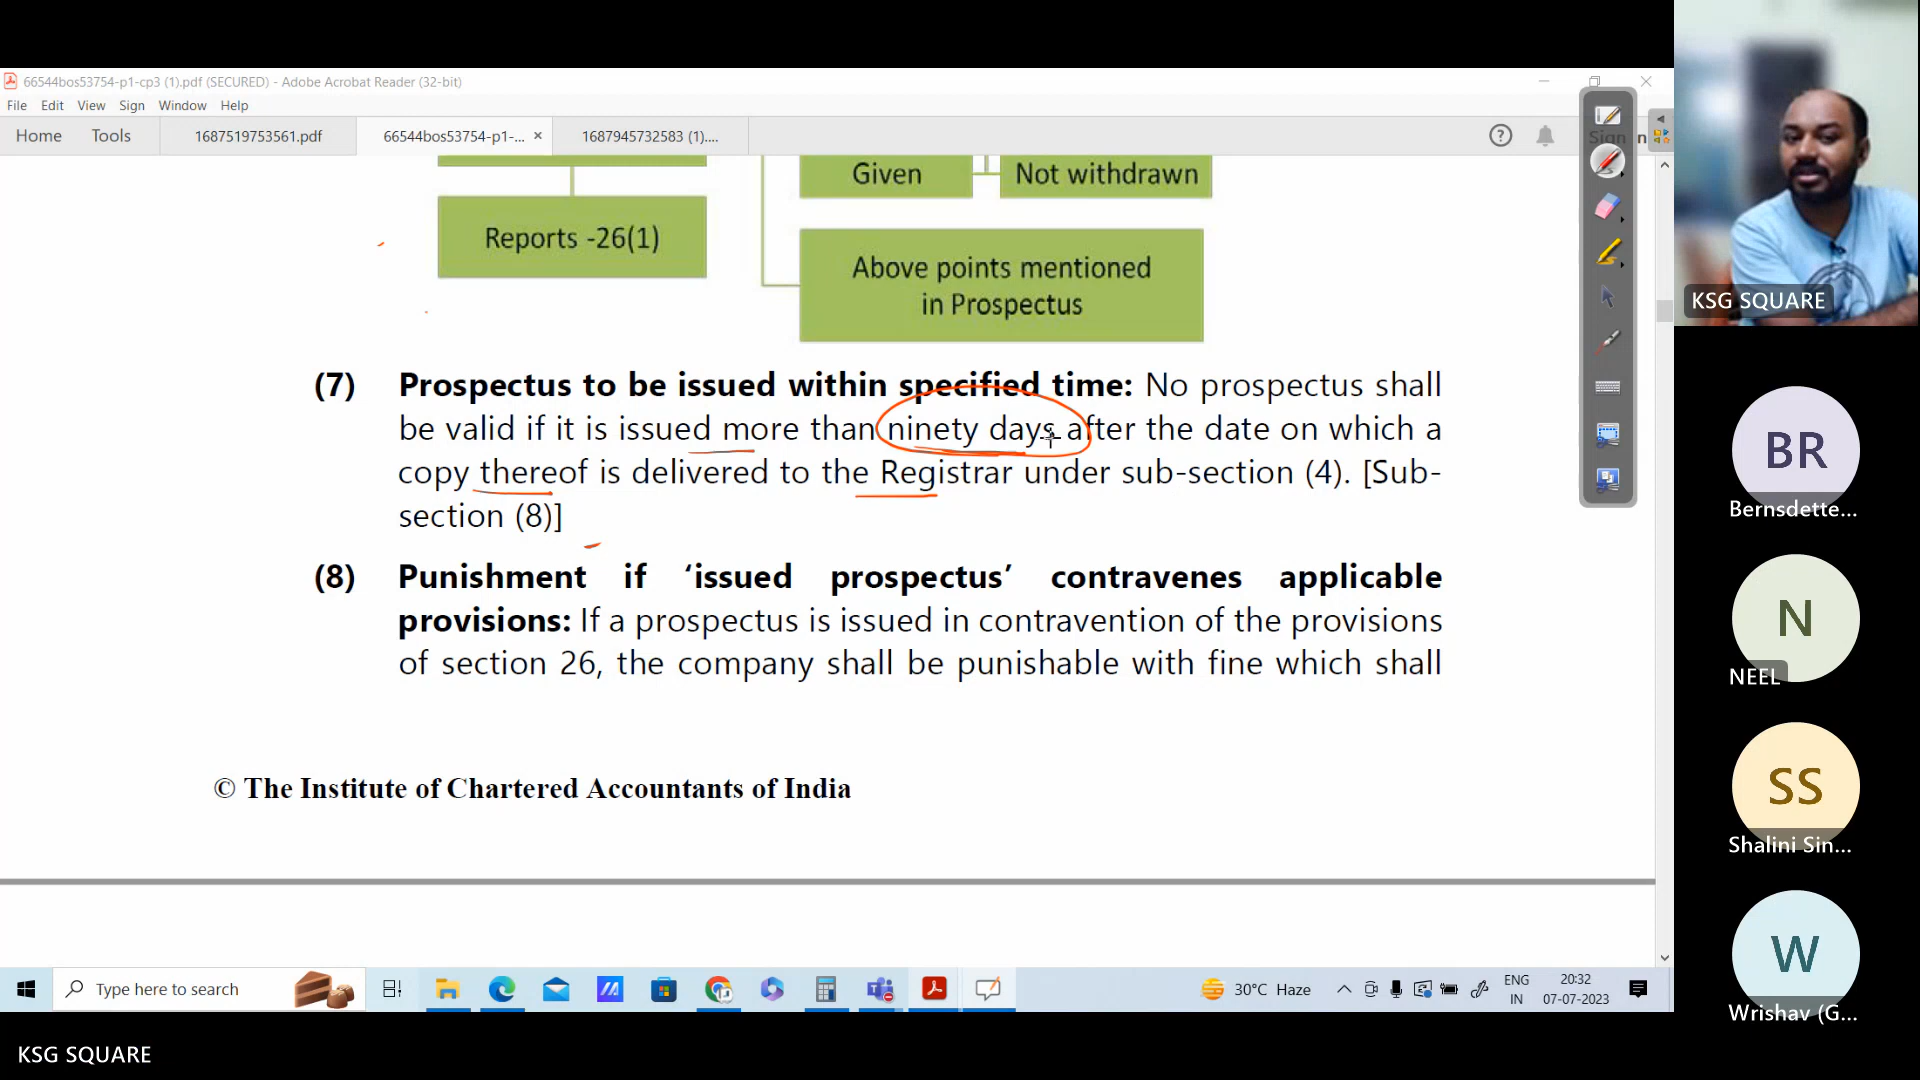 66544bos53754-p1-cp3 (1).pdf (SECURED) - Adobe Acrobat Reader (32-bit)
File Edit View Sign Window Help
Home Tools 1687519753561.pdf 66544bos53754-p1-... × 1687945732583 (1)....
Given Not withdrawn
Reports -26(1)
Above points mentioned
in Prospectus
KSG SQUARE
(7) Prospectus to be issued within specified time: No prospectus shall
be valid if it is issued more than ninety days after the date on which a
copy thereof is delivered to the Registrar under sub-section (4). [Sub-
section (8)]
(8) Punishment if ‘issued prospectus’ contravenes applicable
provisions: If a prospectus is issued in contravention of the provisions
of section 26, the company shall be punishable with fine which shall
© The Institute of Chartered Accountants of India
BR
Bernsdette...
N
NEEL
SS
Shalini Sin...
W
Wrishav (G...
Type here to search
30°C Haze
ENG
IN
20:32
07-07-2023
KSG SQUARE